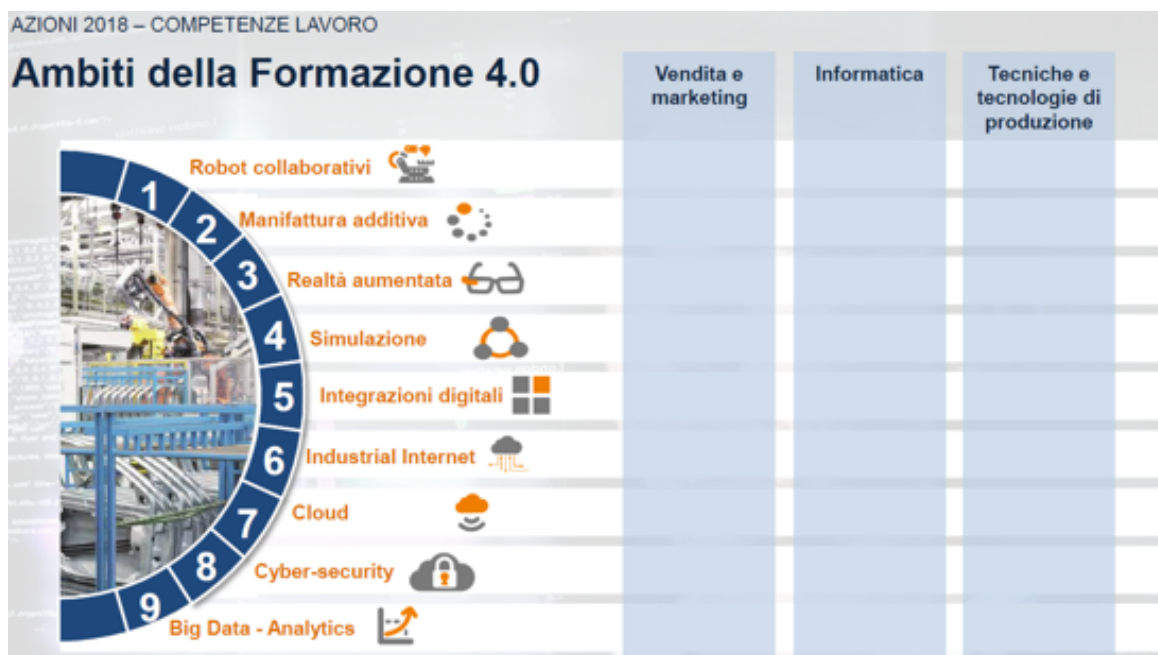 AZIONI 2018 – COMPETENZE LAVORO
Ambiti della Formazione 4.0
Vendita e
marketing
Informatica
Tecniche e
tecnologie di
produzione
1
Robot collaborativi
2
Manifattura additiva
3
Realtà aumentata
4
Simulazione
5
Integrazioni digitali
6
Industrial Internet
7
Cloud
8
Cyber-security
9
Big Data - Analytics